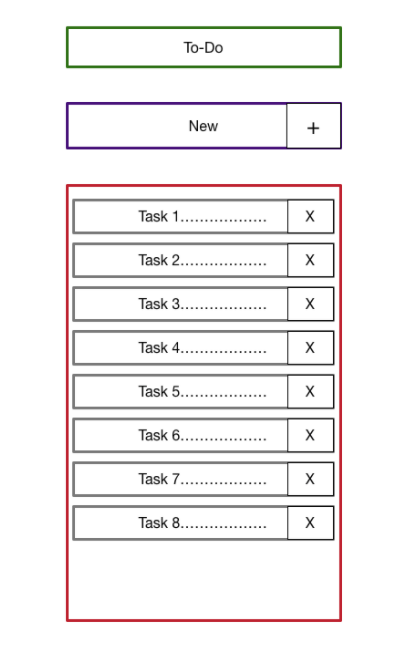 To-Do
New +
Task 1.................. X
Task 2.................. X
Task 3.................. X
Task 4.................. X
Task 5.................. X
Task 6.................. X
Task 7.................. X
Task 8.................. X